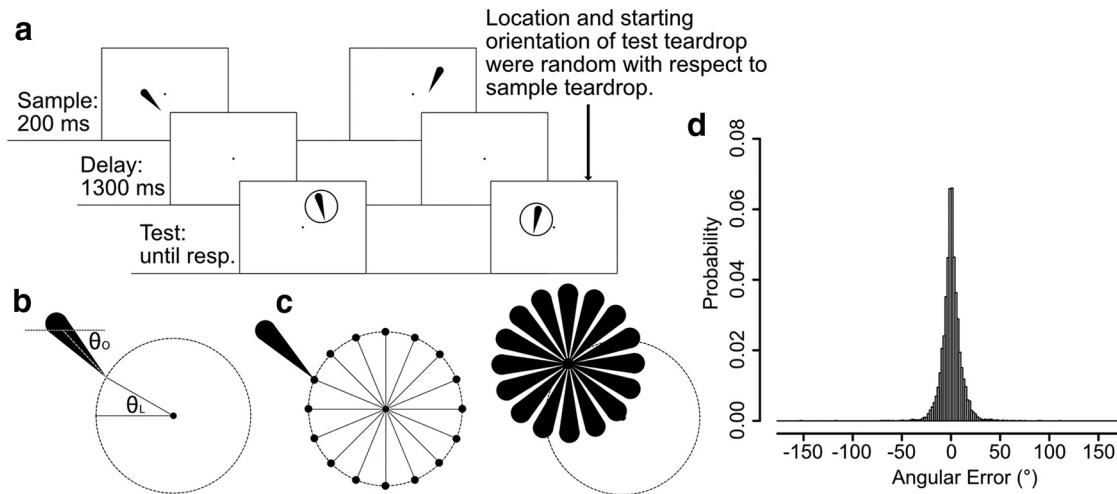 a
Location and starting
orientation of test teardrop
were random with respect to
sample teardrop.
Sample:
200 ms
Delay:
1300 ms
Test:
until resp.
b
θO
θL
c
d
Probability
0.08
0.06
0.04
0.02
0.00
-150 -100 -50 0 50 100 150
Angular Error (°)